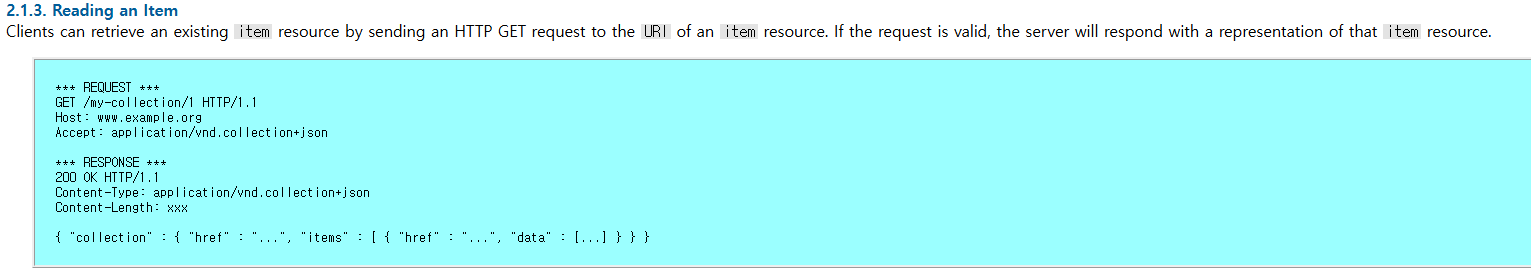 2.1.3. Reading an Item
Clients can retrieve an existing item resource by sending an HTTP GET request to the URI of an item resource. If the request is valid, the server will respond with a representation of that item resource.
*** REQUEST ***
GET /my-collection/1 HTTP/1.1
Host: www.example.org
Accept: application/vnd.collection+json
*** RESPONSE ***
200 OK HTTP/1.1
Content-Type: application/vnd.collection+json
Content-Length: xxx
{ "collection" : { "href" : "...", "items" : [ { "href" : "...", "data" : [...] } } }